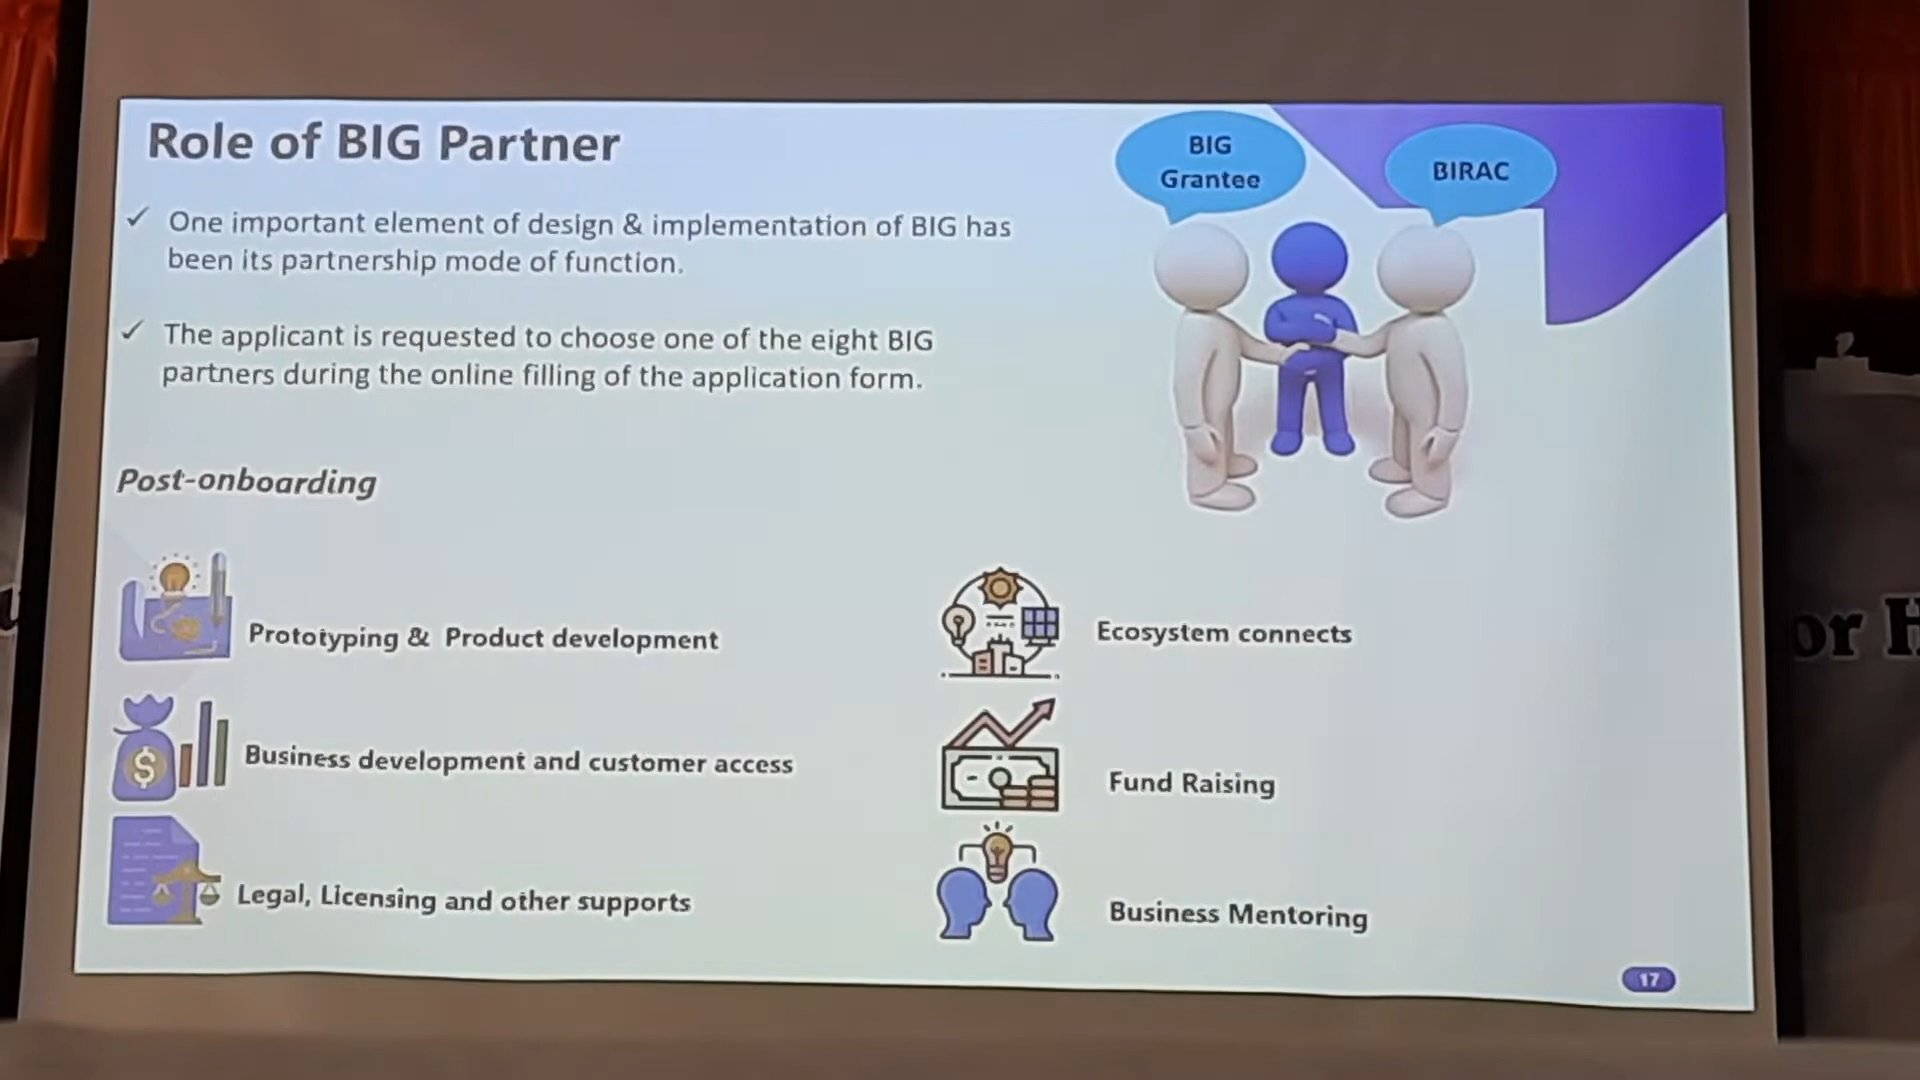 Role of BIG Partner
BIG
Grantee
BIRAC
✓ One important element of design & implementation of BIG has
been its partnership mode of function.
✓ The applicant is requested to choose one of the eight BIG
partners during the online filling of the application form.
Post-onboarding
Prototyping & Product development
Ecosystem connects
Business development and customer access
Fund Raising
Legal, Licensing and other supports
Business Mentoring
17
or H